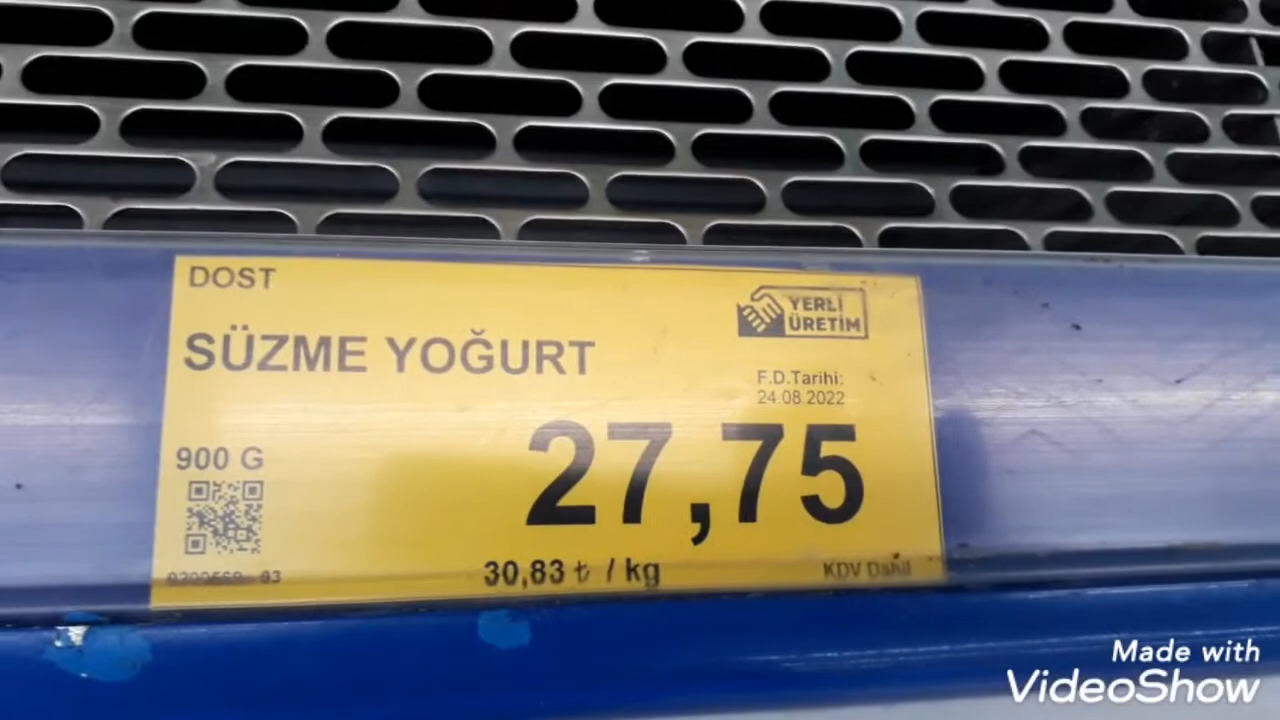 DOST
YERLİ
ÜRETİM
SÜZME YOĞURT
F.D.Tarihi:
24.08.2022
900 G
27,75
30,83 ₺ / kg
KDV Dahil
Made with
VideoShow